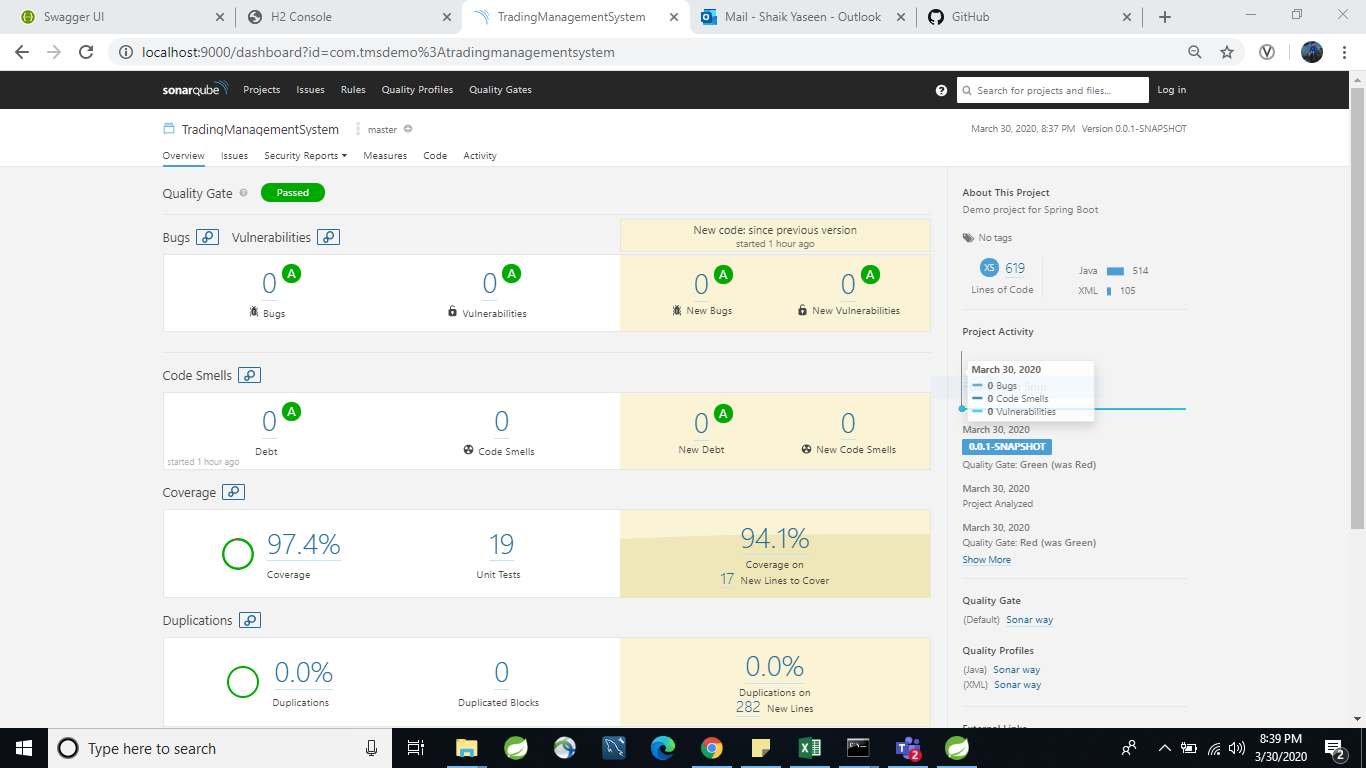 Swagger UI
H2 Console
TradingManagementSystem
Mail - Shaik Yaseen - Outlook
GitHub
localhost:9000/dashboard?id=com.tmsdemo%3Atradingmanagementsystem
sonarqube Projects Issues Rules Quality Profiles Quality Gates
Search for projects and files...
Log in
TradingManagementSystem master
March 30, 2020, 8:37 PM Version 0.0.1-SNAPSHOT
Overview Issues Security Reports Measures Code Activity
Quality Gate Passed
Bugs Vulnerabilities
New code: since previous version
started 1 hour ago
0 A
Bugs
0 A
Vulnerabilities
0 A
New Bugs
0 A
New Vulnerabilities
Code Smells
0 A
Debt
started 1 hour ago
0
Code Smells
0 A
New Debt
0
New Code Smells
Coverage
97.4%
Coverage
19
Unit Tests
94.1%
Coverage on
17 New Lines to Cover
Duplications
0.0%
Duplications
0
Duplicated Blocks
0.0%
Duplications on
282 New Lines
About This Project
Demo project for Spring Boot
No tags
XS 619
Lines of Code
Java 514
XML 105
Project Activity
March 30, 2020
0 Bugs
0 Code Smells
0 Vulnerabilities
March 30, 2020
0.0.1-SNAPSHOT
Quality Gate: Green (was Red)
March 30, 2020
Project Analyzed
March 30, 2020
Quality Gate: Red (was Green)
Show More
Quality Gate
(Default) Sonar way
Quality Profiles
(Java) Sonar way
(XML) Sonar way
External Links
Type here to search
2
8:39 PM
3/30/2020
2